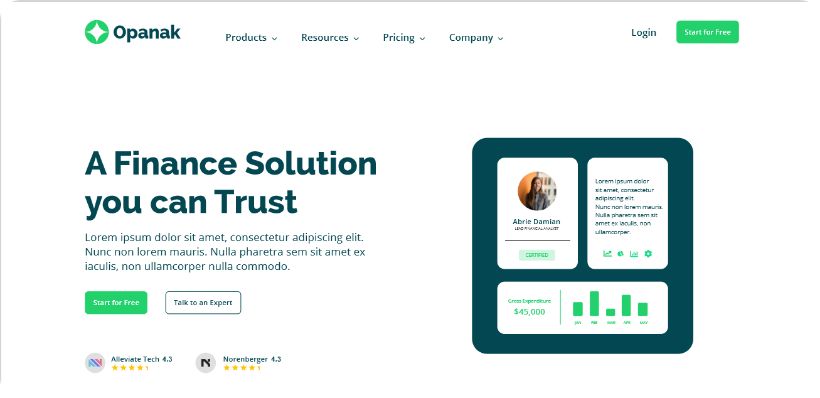 Opanak
Products
Resources
Pricing
Company
Login
Start for Free
A Finance Solution
you can Trust
Lorem ipsum dolor sit amet, consectetur adipiscing elit.
Nunc non lorem mauris. Nulla pharetra sem sit amet ex
iaculis, non ullamcorper nulla commodo.
Start for Free
Talk to an Expert
Alleviate Tech 4.3
Norenberger 4.3
Abrie Damian
LEAD FINANCIAL ANALYST
CERTIFIED
Lorem ipsum dolor
sit amet, consectetur
adipiscing elit.
Nunc non lorem mauris.
Nulla pharetra sem sit
amet ex iaculis, non
ullamcorper.
Gross Expenditure
$45,000
JAN FEB MAR APR MAY